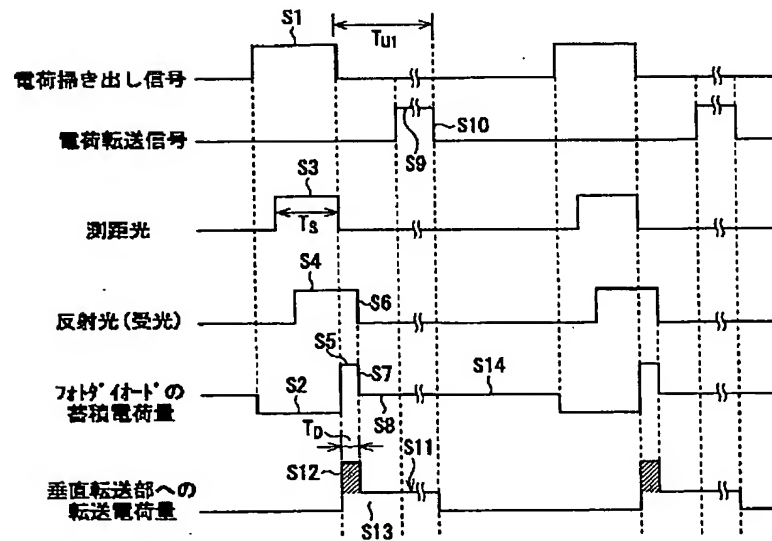 S1
TU1
電荷掃き出し信号
電荷転送信号
S9
S10
S3
測距光
TS
S4
反射光(受光)
S6
S5
S7
S14
フォトダイオードの
蓄積電荷量
S2
S8
TD
S11
S12
垂直転送部への
転送電荷量
S13